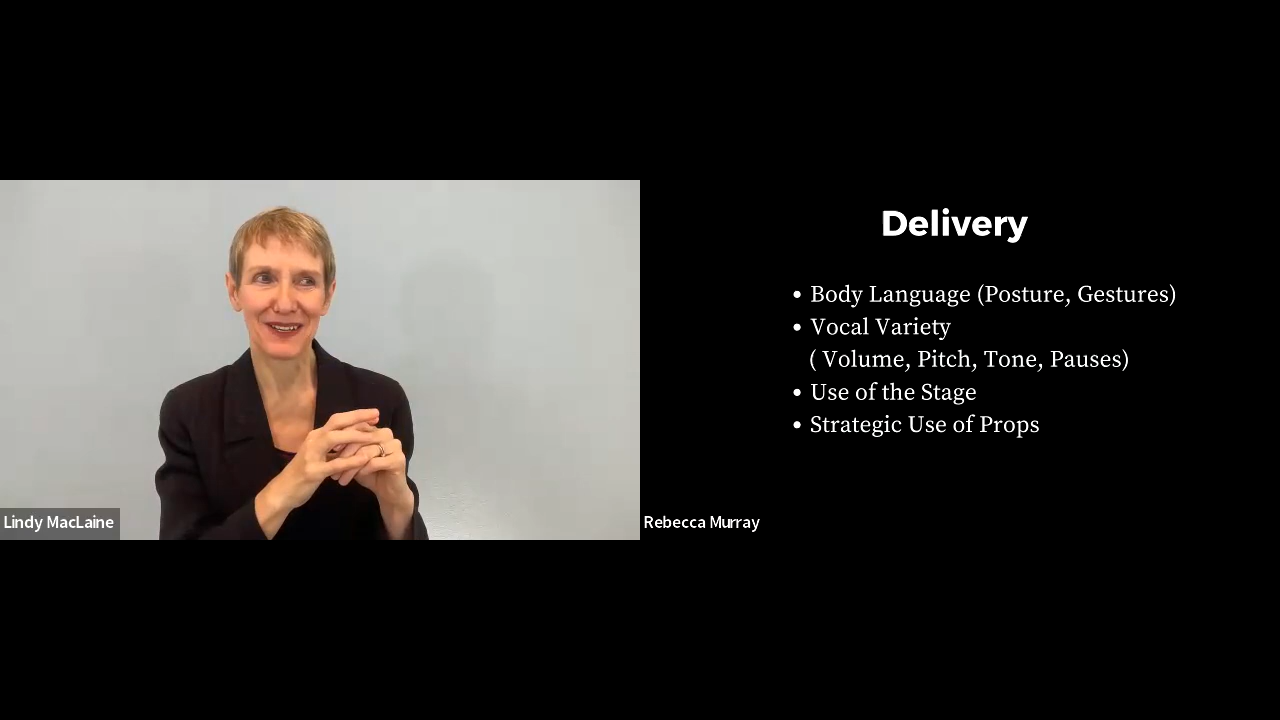 Delivery
• Body Language (Posture, Gestures)
• Vocal Variety
( Volume, Pitch, Tone, Pauses)
• Use of the Stage
• Strategic Use of Props
Lindy MacLaine
Rebecca Murray